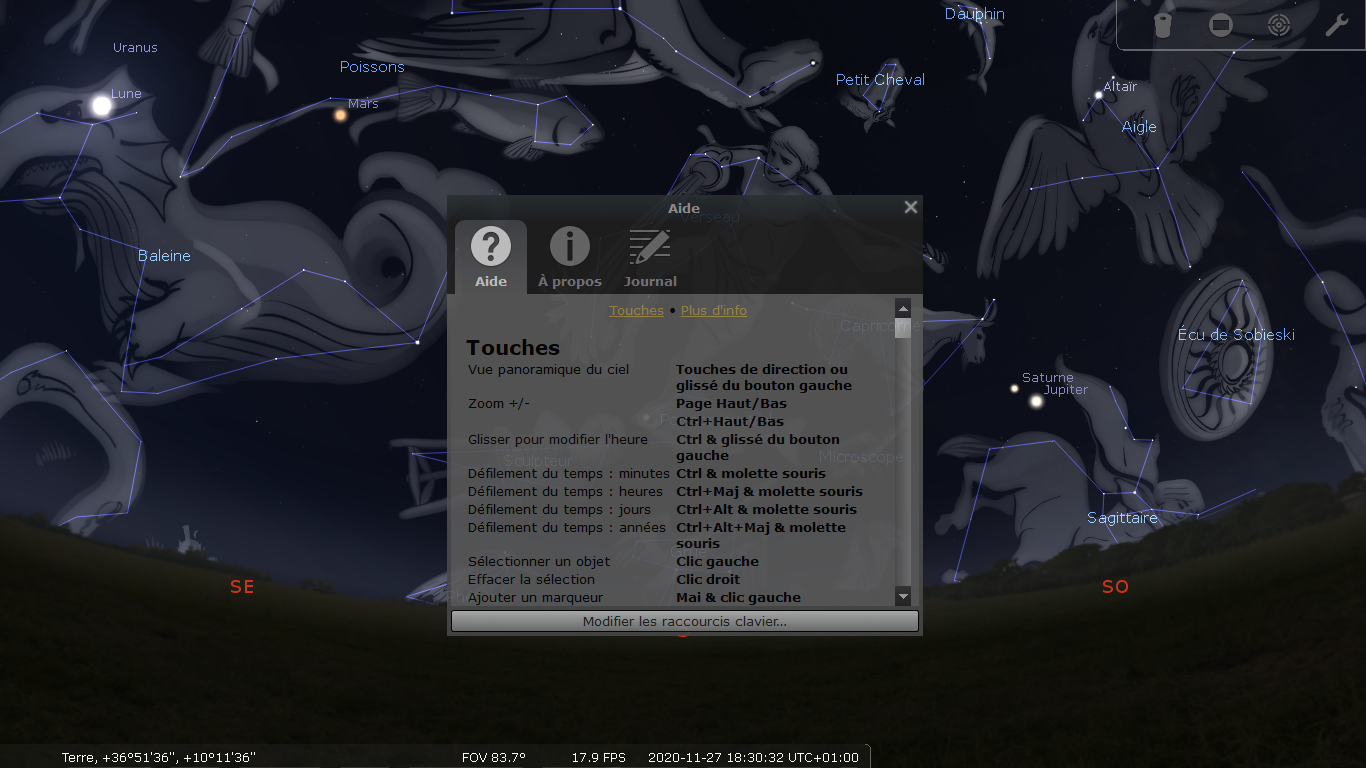 Dauphin
Uranus
Poissons
Petit Cheval
Lune
Mars
Altaïr
Aigle
Aide
Verseau
Baleine
Aide
À propos
Journal
Touches • Plus d'info
Capricorne
Écu de Sobieski
Touches
Vue panoramique du ciel Touches de direction ou
glissé du bouton gauche
Saturne
Jupiter
Zoom +/- Page Haut/Bas
Ctrl+Haut/Bas
Glisser pour modifier l'heure Ctrl & glissé du bouton
gauche
Sculpteur
Microscope
Défilement du temps : minutes Ctrl & molette souris
Défilement du temps : heures Ctrl+Maj & molette souris
Défilement du temps : jours Ctrl+Alt & molette souris
Sagittaire
Défilement du temps : années Ctrl+Alt+Maj & molette
souris
Sélectionner un objet Clic gauche
Effacer la sélection Clic droit
SE
SO
Ajouter un marqueur Maj & clic gauche
Modifier les raccourcis clavier...
Terre, +36°51'36", +10°11'36" FOV 83.7° 17.9 FPS 2020-11-27 18:30:32 UTC+01:00